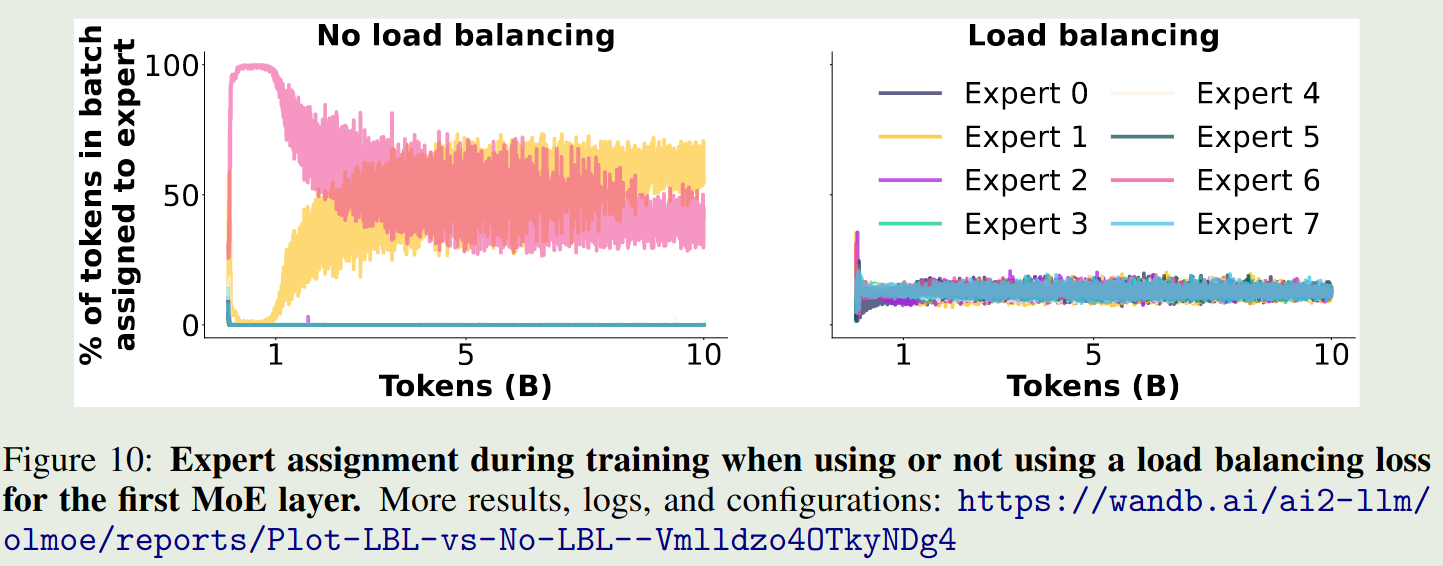 No load balancing
Load balancing
% of tokens in batch
assigned to expert
100
50
0
1
5
10
Tokens (B)
Expert 0
Expert 1
Expert 2
Expert 3
Expert 4
Expert 5
Expert 6
Expert 7
1
5
10
Tokens (B)
Figure 10: Expert assignment during training when using or not using a load balancing loss
for the first MoE layer. More results, logs, and configurations: https://wandb.ai/ai2-llm/
olmoe/reports/Plot-LBL-vs-No-LBL--Vmlldzo4OTkyNDg4